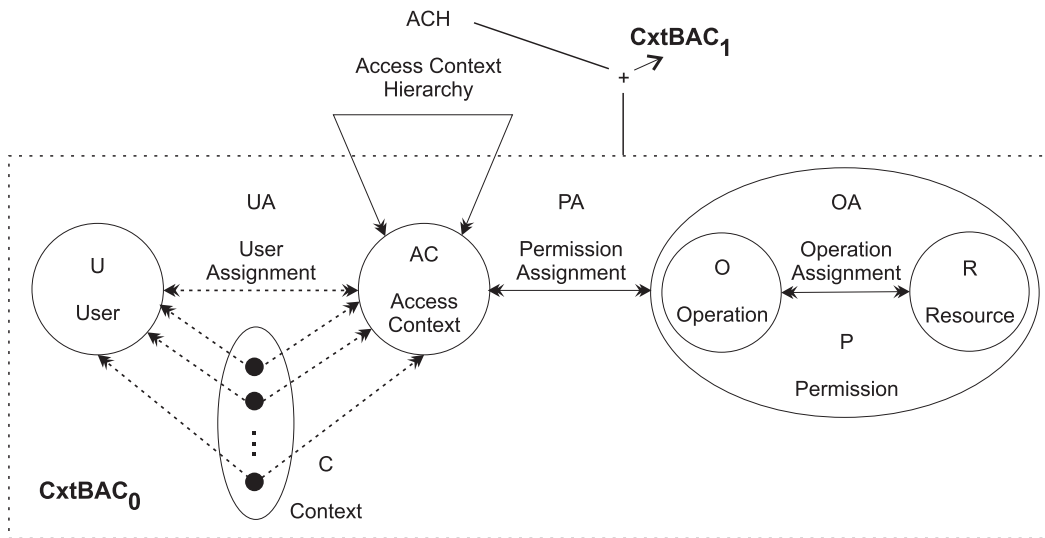 ACH
CxtBAC1
Access Context
Hierarchy
+
UA
PA
OA
User
Assignment
AC
Permission
Assignment
Operation
Assignment
U
User
Access
Context
O
Operation
R
Resource
P
Permission
C
Context
CxtBAC0